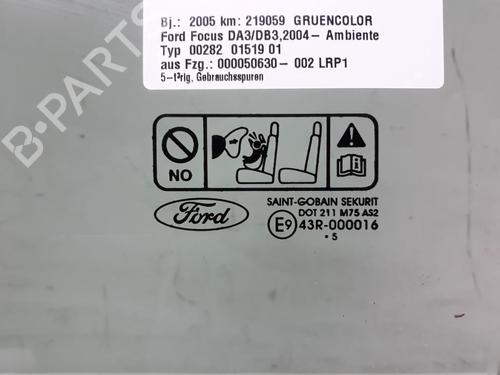 Bj.: 2005 km: 219059 GRUENCOLOR
Ford Focus DA3/DB3,2004- Ambiente
Typ 00282 01519 01
aus Fzg.: 000050630- 002 LRP1
5-t³rig, Gebrauchsspuren
NO
Ford
SAINT-GOBAIN SEKURIT
DOT 211 M75 AS2
E9 43R-000016
• 5
B-PARTS